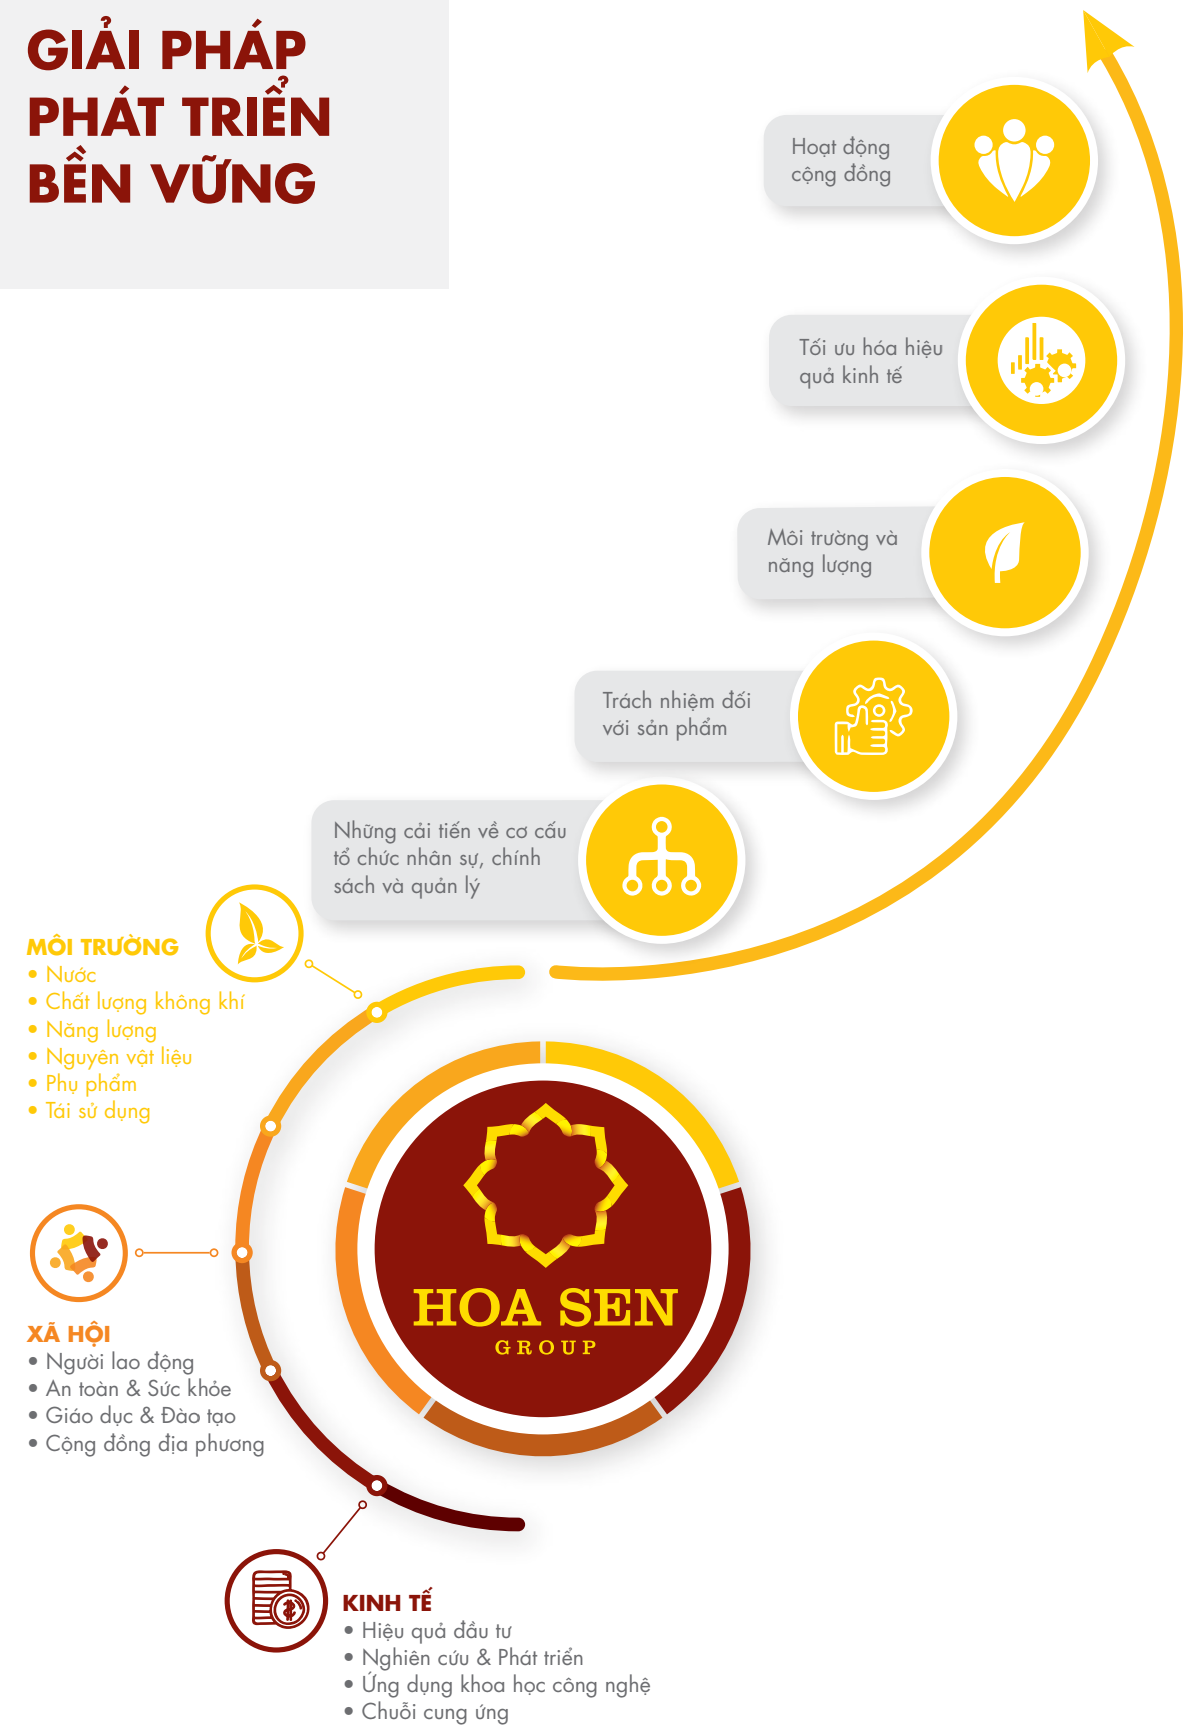 GIẢI PHÁP
PHÁT TRIỂN
BỀN VỮNG
Hoạt động
cộng đồng
Tối ưu hóa hiệu
quả kinh tế
Môi trường và
năng lượng
Trách nhiệm đối
với sản phẩm
Những cải tiến về cơ cấu
tổ chức nhân sự, chính
sách và quản lý
MÔI TRƯỜNG
• Nước
• Chất lượng không khí
• Năng lượng
• Nguyên vật liệu
• Phụ phẩm
• Tái sử dụng
HOA SEN
GROUP
XÃ HỘI
• Người lao động
• An toàn & Sức khỏe
• Giáo dục & Đào tạo
• Cộng đồng địa phương
KINH TẾ
• Hiệu quả đầu tư
• Nghiên cứu & Phát triển
• Ứng dụng khoa học công nghệ
• Chuỗi cung ứng